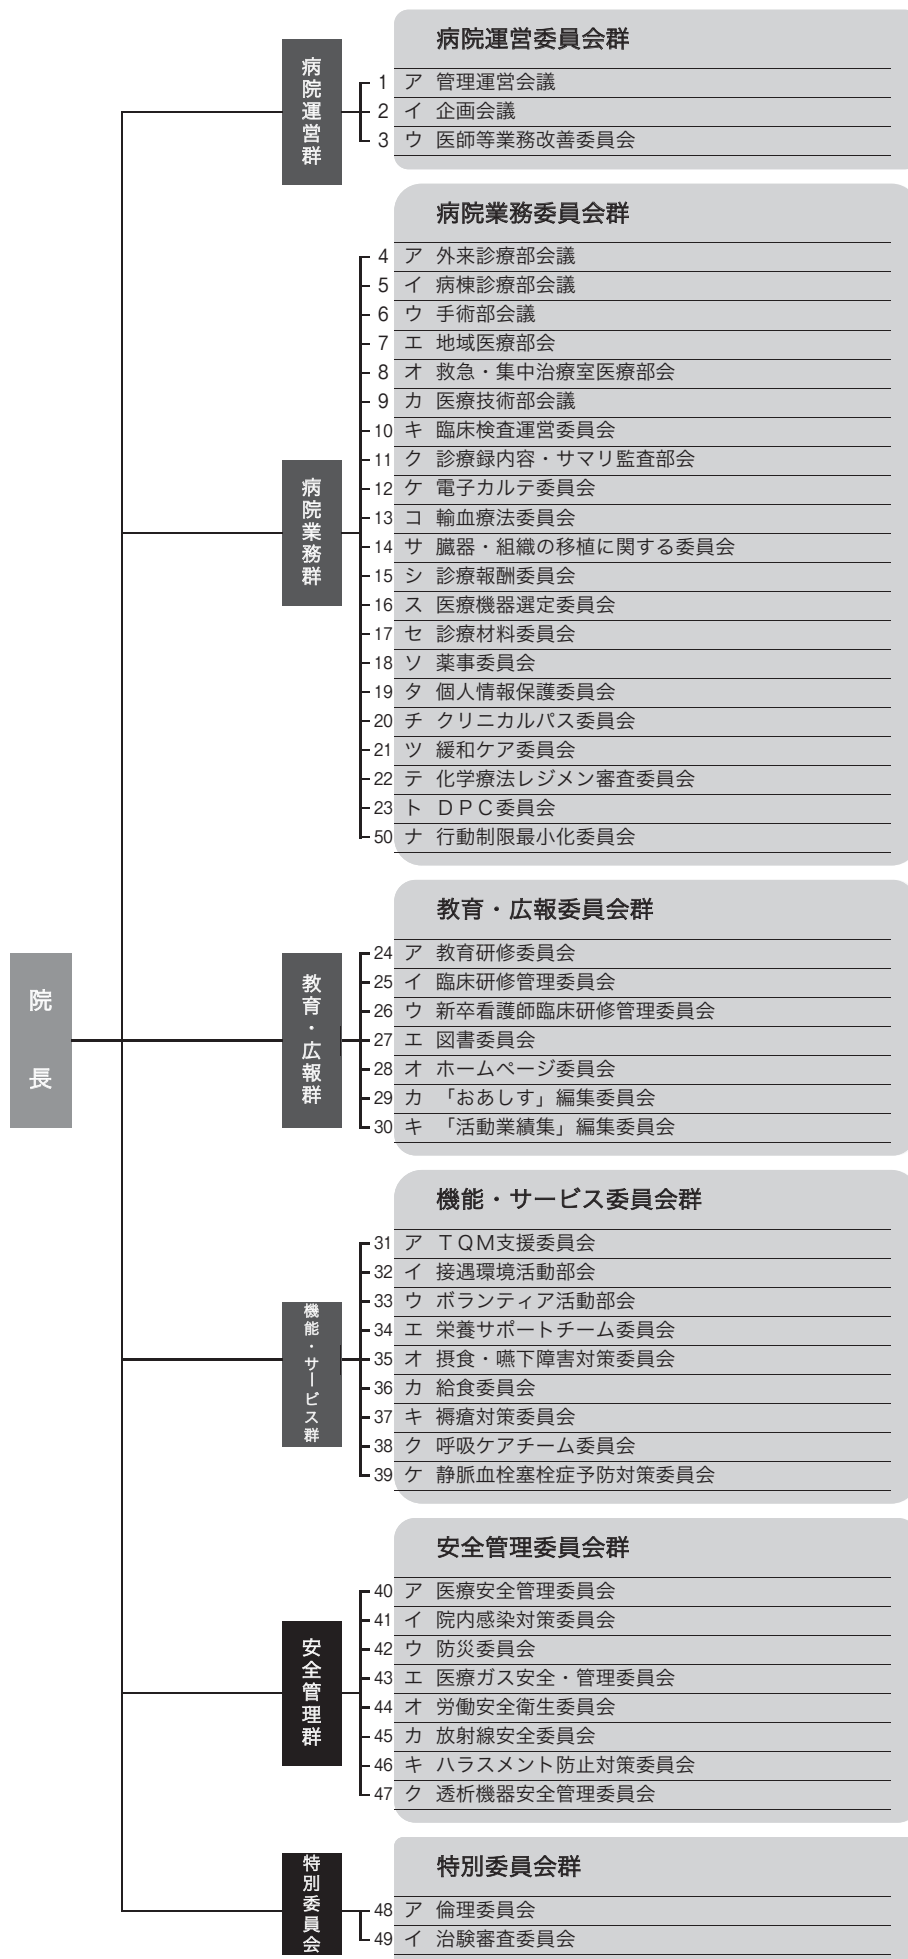 院長
病院運営群
病院運営委員会群
1 ア 管理運営会議
2 イ 企画会議
3 ウ 医師等業務改善委員会
病院業務群
病院業務委員会群
4 ア 外来診療部会議
5 イ 病棟診療部会議
6 ウ 手術部会議
7 エ 地域医療部会
8 オ 救急・集中治療室医療部会
9 カ 医療技術部会議
10 キ 臨床検査運営委員会
11 ク 診療録内容・サマリ監査部会
12 ケ 電子カルテ委員会
13 コ 輸血療法委員会
14 サ 臓器・組織の移植に関する委員会
15 シ 診療報酬委員会
16 ス 医療機器選定委員会
17 セ 診療材料委員会
18 ソ 薬事委員会
19 タ 個人情報保護委員会
20 チ クリニカルパス委員会
21 ツ 緩和ケア委員会
22 テ 化学療法レジメン審査委員会
23 ト ＤＰＣ委員会
50 ナ 行動制限最小化委員会
教育・広報群
教育・広報委員会群
24 ア 教育研修委員会
25 イ 臨床研修管理委員会
26 ウ 新卒看護師臨床研修管理委員会
27 エ 図書委員会
28 オ ホームページ委員会
29 カ 「おあしす」編集委員会
30 キ 「活動業績集」編集委員会
機能・サービス群
機能・サービス委員会群
31 ア ＴＱＭ支援委員会
32 イ 接遇環境活動部会
33 ウ ボランティア活動部会
34 エ 栄養サポートチーム委員会
35 オ 摂食・嚥下障害対策委員会
36 カ 給食委員会
37 キ 褥瘡対策委員会
38 ク 呼吸ケアチーム委員会
39 ケ 静脈血栓塞栓症予防対策委員会
安全管理群
安全管理委員会群
40 ア 医療安全管理委員会
41 イ 院内感染対策委員会
42 ウ 防災委員会
43 エ 医療ガス安全・管理委員会
44 オ 労働安全衛生委員会
45 カ 放射線安全委員会
46 キ ハラスメント防止対策委員会
47 ク 透析機器安全管理委員会
特別委員会
特別委員会群
48 ア 倫理委員会
49 イ 治験審査委員会